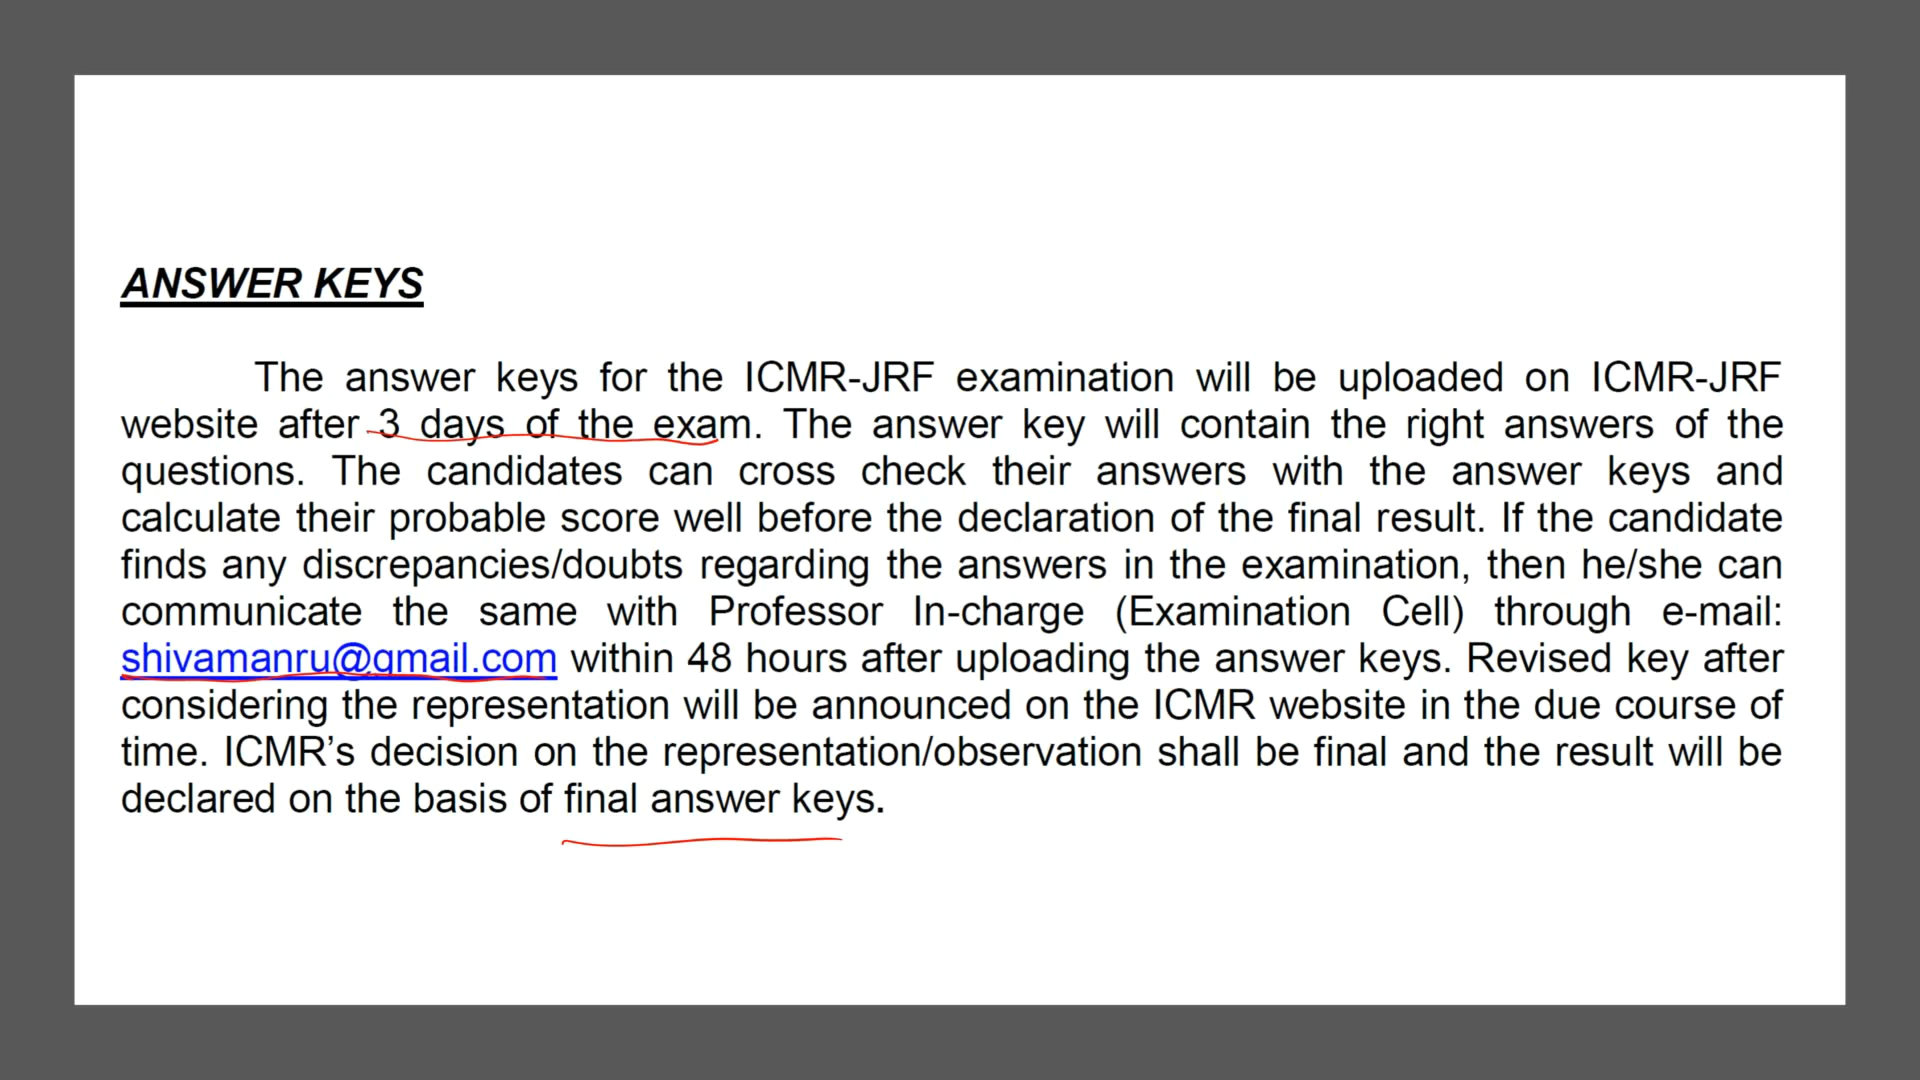 ANSWER KEYS
The answer keys for the ICMR-JRF examination will be uploaded on ICMR-JRF
website after 3 days of the exam. The answer key will contain the right answers of the
questions. The candidates can cross check their answers with the answer keys and
calculate their probable score well before the declaration of the final result. If the candidate
finds any discrepancies/doubts regarding the answers in the examination, then he/she can
communicate the same with Professor In-charge (Examination Cell) through e-mail:
shivamanru@gmail.com within 48 hours after uploading the answer keys. Revised key after
considering the representation will be announced on the ICMR website in the due course of
time. ICMR’s decision on the representation/observation shall be final and the result will be
declared on the basis of final answer keys.